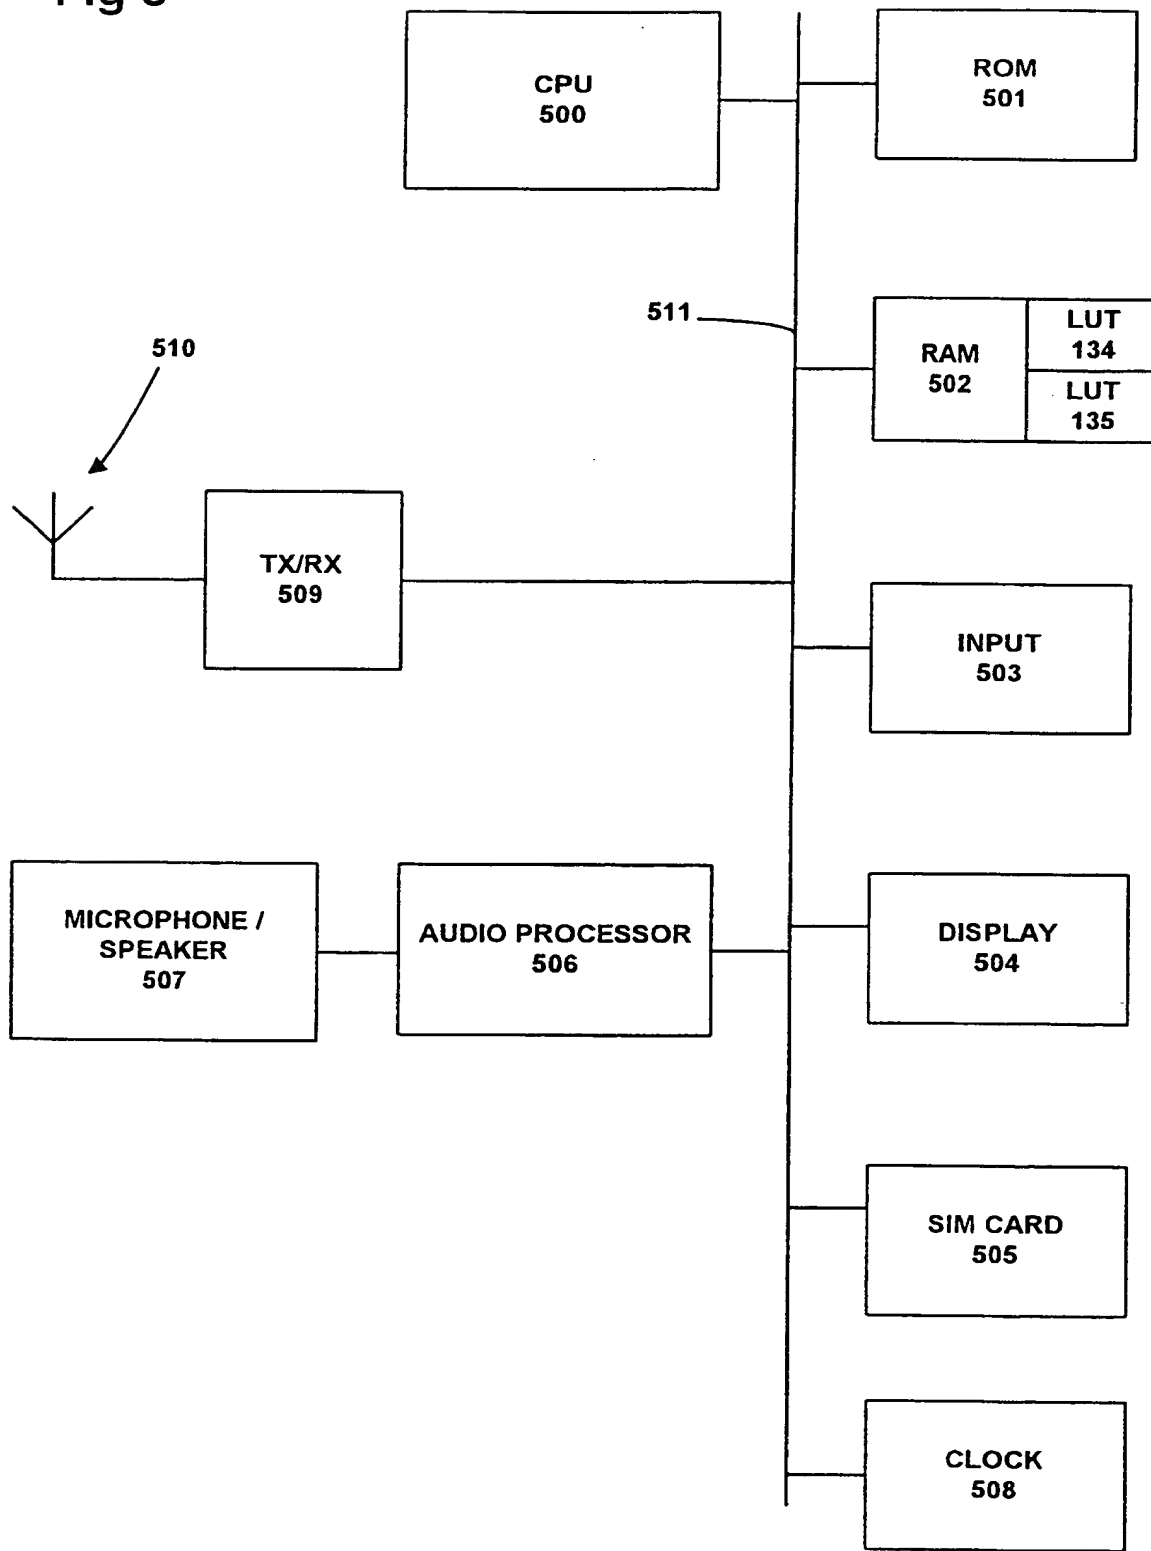 Fig
CPU
500
ROM
501
511
RAM
502
LUT
134
LUT
135
510
TX/RX
509
INPUT
503
MICROPHONE /
SPEAKER
507
AUDIO PROCESSOR
506
DISPLAY
504
SIM CARD
505
CLOCK
508